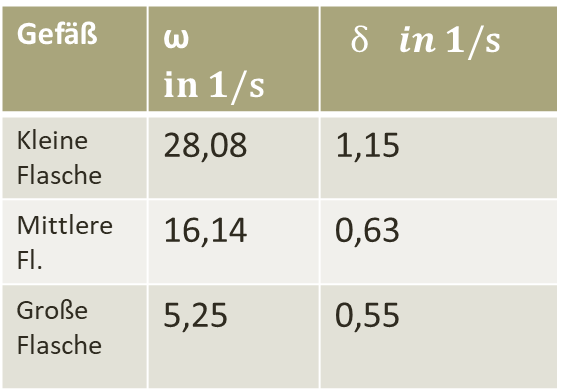 Gefäß ω δ in 1/s
in 1/s
Kleine 28,08 1,15
Flasche
Mittlere 16,14 0,63
Fl.
Große 5,25 0,55
Flasche